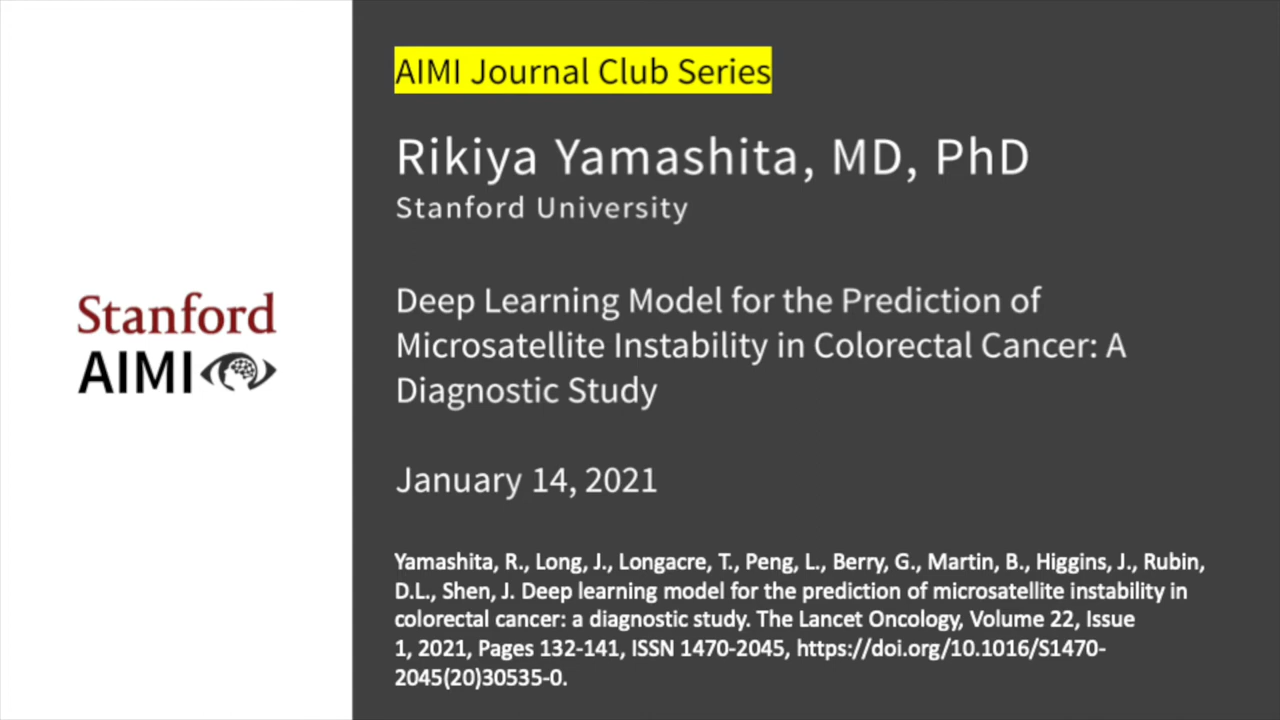 AIMI Journal Club Series
Rikiya Yamashita, MD, PhD
Stanford University
Deep Learning Model for the Prediction of
Microsatellite Instability in Colorectal Cancer: A
Diagnostic Study
January 14, 2021
Stanford
AIMI
Yamashita, R., Long, J., Longacre, T., Peng, L., Berry, G., Martin, B., Higgins, J., Rubin,
D.L., Shen, J. Deep learning model for the prediction of microsatellite instability in
colorectal cancer: a diagnostic study. The Lancet Oncology, Volume 22, Issue
1, 2021, Pages 132-141, ISSN 1470-2045, https://doi.org/10.1016/S1470-
2045(20)30535-0.